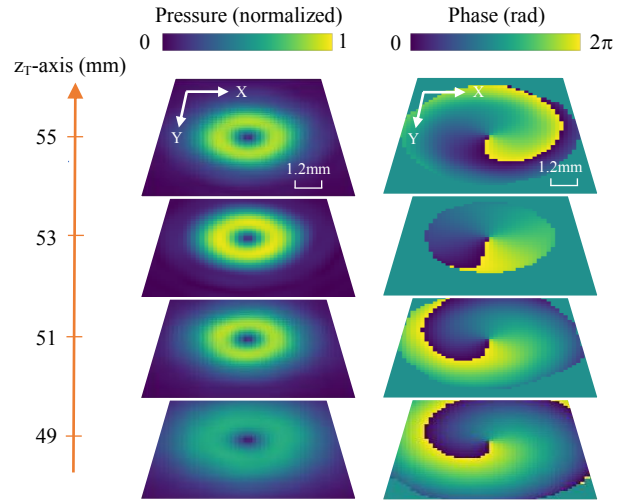 Pressure (normalized) Phase (rad)
0 1 0 2π
z_T-axis (mm)
X X
Y Y
55
1.2mm 1.2mm
53
51
49